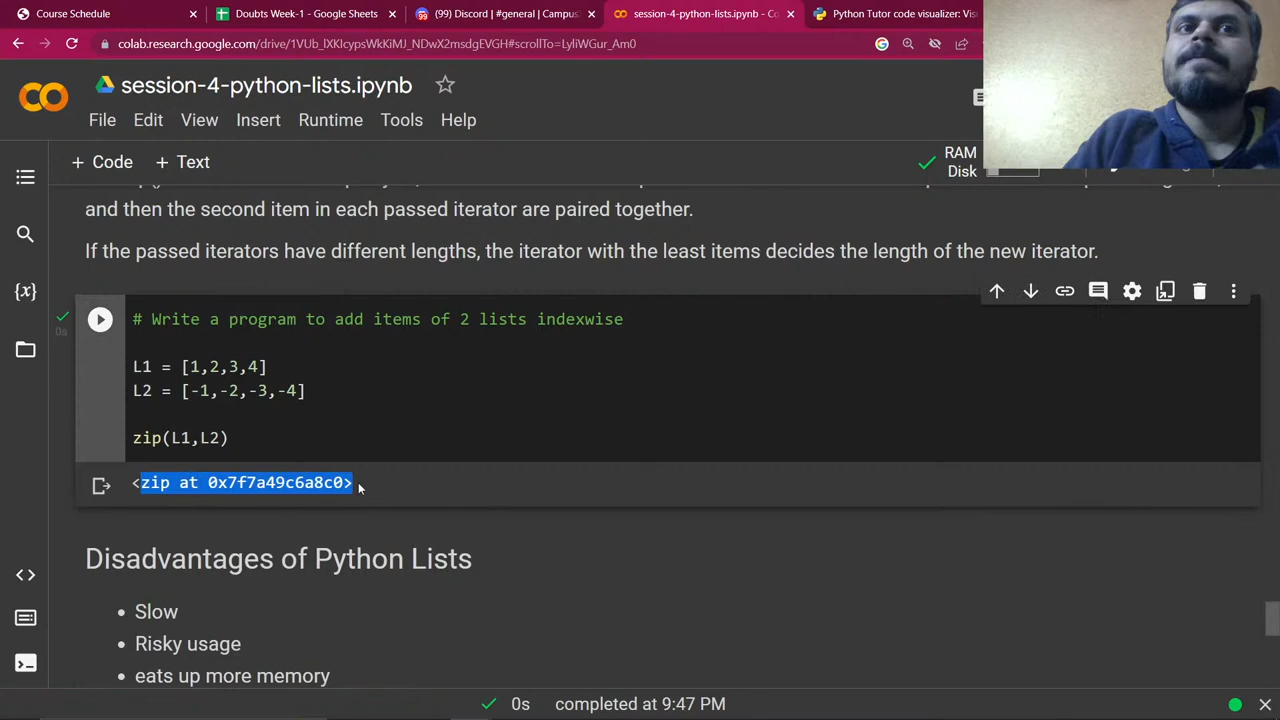 Course Schedule
Doubts Week-1 - Google Sheets
(99) Discord | #general | Campus
session-4-python-lists.ipynb - Co
Python Tutor code visualizer: Vis
colab.research.google.com/drive/1VUb_lXKIcypsWkKiMJ_NDwX2msdgEVGH#scrollTo=LyliWGur_Am0
session-4-python-lists.ipynb
File Edit View Insert Runtime Tools Help
+ Code + Text
RAM
Disk
and then the second item in each passed iterator are paired together.
If the passed iterators have different lengths, the iterator with the least items decides the length of the new iterator.
0s
# Write a program to add items of 2 lists indexwise
L1 = [1,2,3,4]
L2 = [-1,-2,-3,-4]
zip(L1,L2)
<zip at 0x7f7a49c6a8c0>
Disadvantages of Python Lists
• Slow
• Risky usage
• eats up more memory
0s completed at 9:47 PM